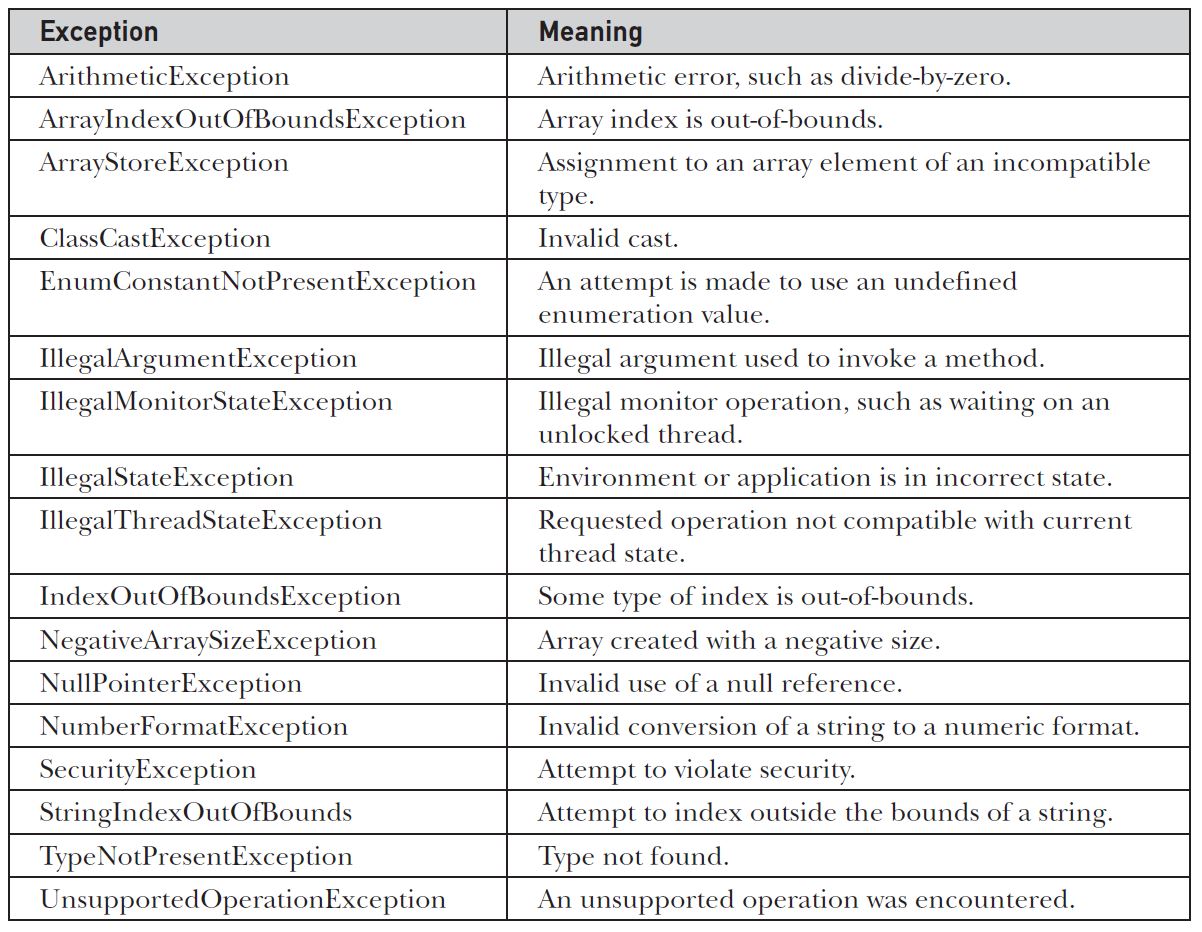 Exception Meaning
ArithmeticException Arithmetic error, such as divide-by-zero.
ArrayIndexOutOfBoundsException Array index is out-of-bounds.
ArrayStoreException Assignment to an array element of an incompatible
type.
ClassCastException Invalid cast.
EnumConstantNotPresentException An attempt is made to use an undefined
enumeration value.
IllegalArgumentException Illegal argument used to invoke a method.
IllegalMonitorStateException Illegal monitor operation, such as waiting on an
unlocked thread.
IllegalStateException Environment or application is in incorrect state.
IllegalThreadStateException Requested operation not compatible with current
thread state.
IndexOutOfBoundsException Some type of index is out-of-bounds.
NegativeArraySizeException Array created with a negative size.
NullPointerException Invalid use of a null reference.
NumberFormatException Invalid conversion of a string to a numeric format.
SecurityException Attempt to violate security.
StringIndexOutOfBounds Attempt to index outside the bounds of a string.
TypeNotPresentException Type not found.
UnsupportedOperationException An unsupported operation was encountered.